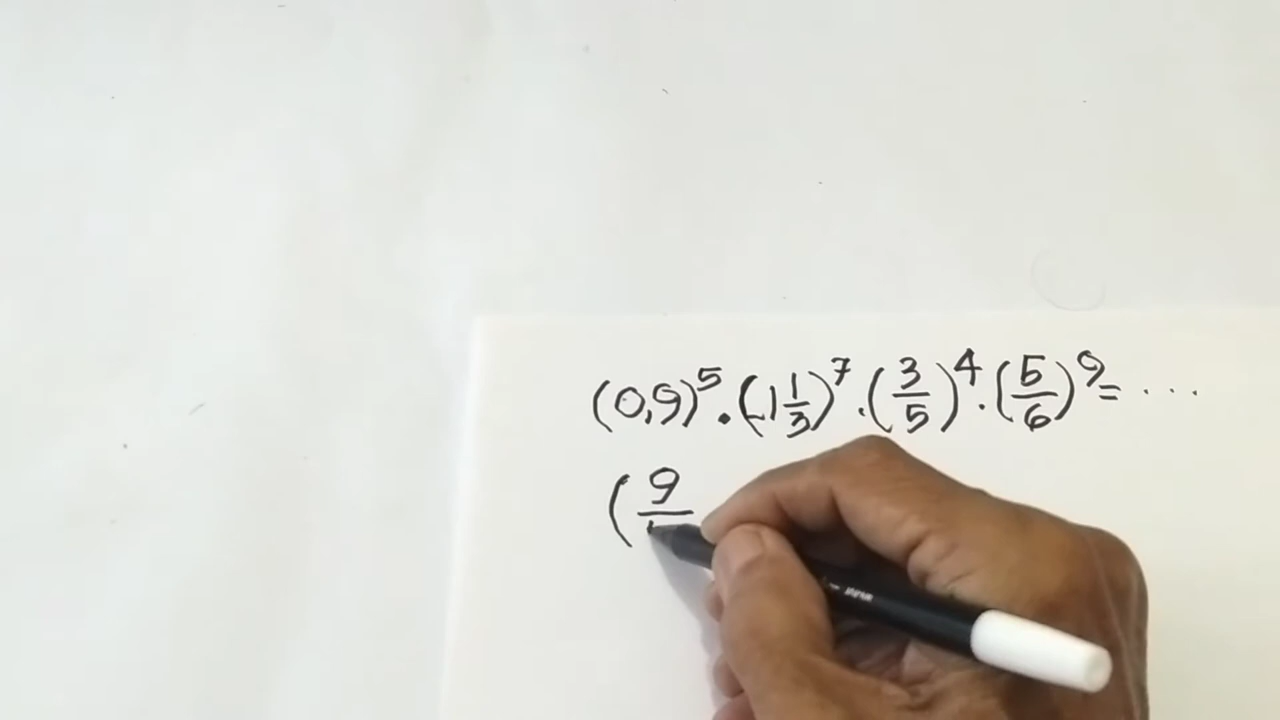 (0,9)⁵ . (1 1/3)⁷ . (3/5)⁴ . (5/6)⁹ = ...
(9/